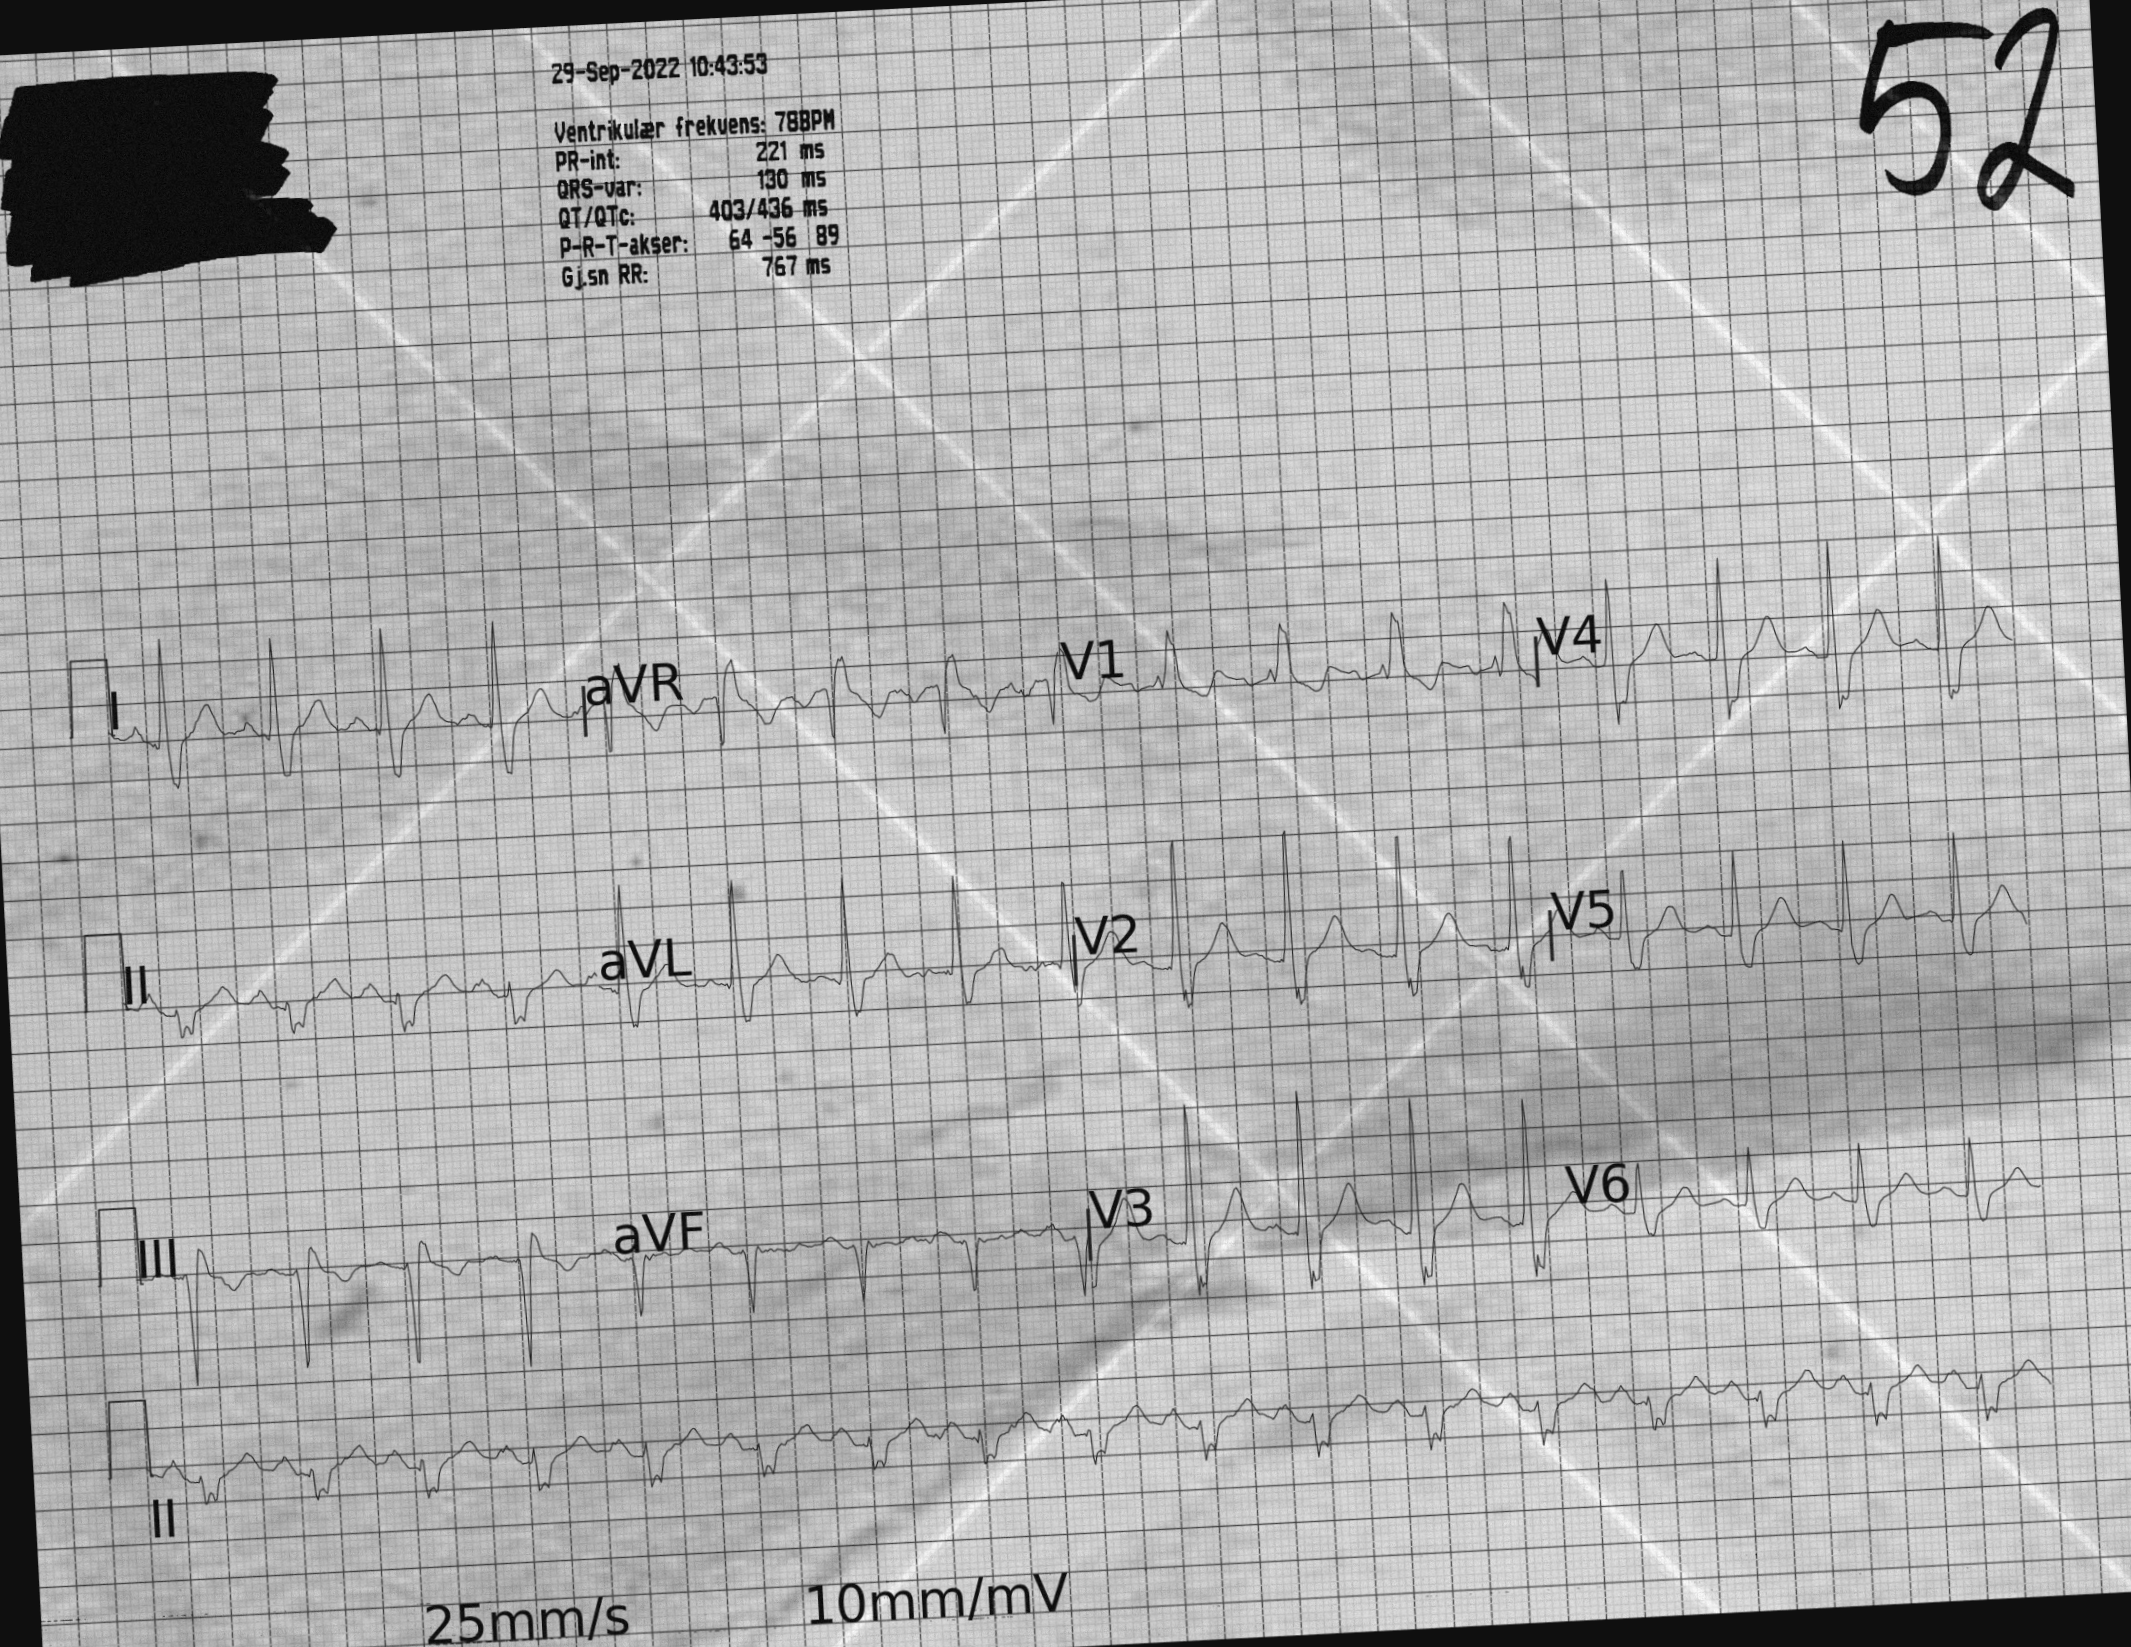 29-Sep-2022 10:43:53
52
Ventrikulær frekvens: 78BPM
PR-int: 221 ms
QRS-var: 130 ms
QT/QTc: 403/436 ms
P-R-T-akser: 64 -56 89
Gj.sn RR: 767 ms
I aVR V1 V4
II aVL V2 V5
III aVF V3 V6
II
25mm/s 10mm/mV